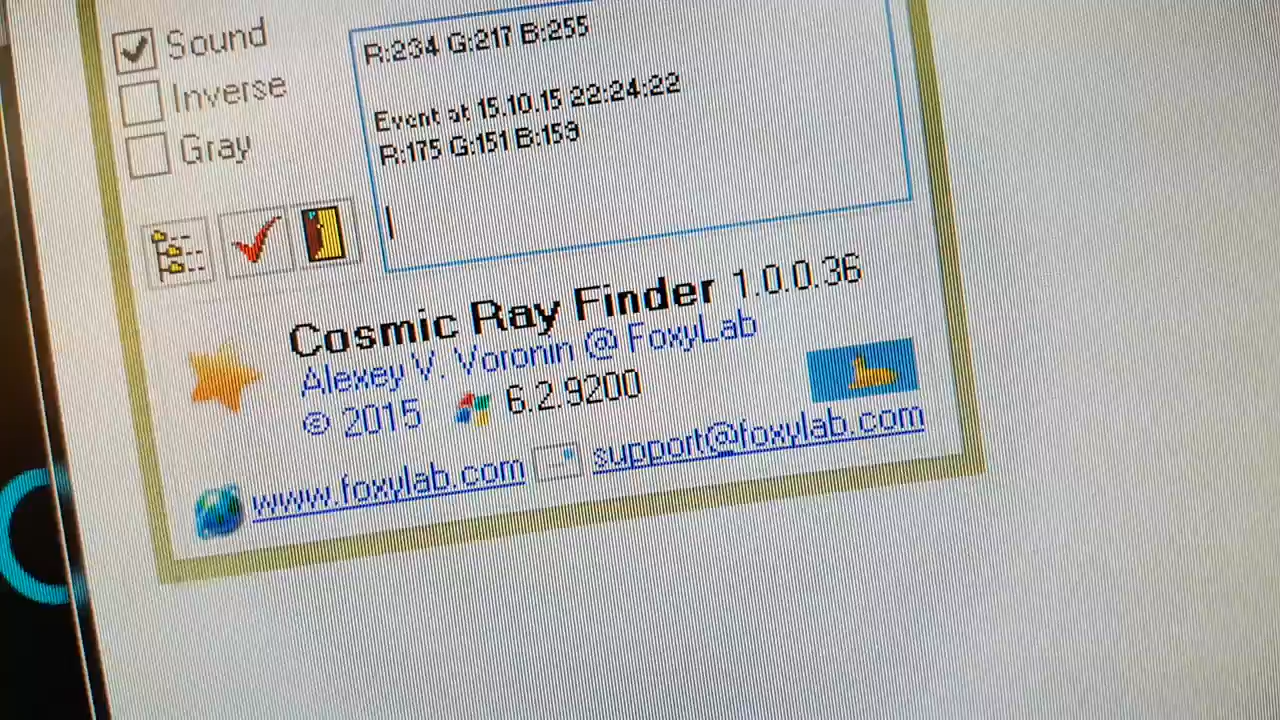 Sound
Inverse
Gray
R:234 G:217 B:255
Event at 15.10.15 22:24:22
R:175 G:151 B:159
Cosmic Ray Finder 1.0.0.36
Alexey V. Voronin @ FoxyLab
© 2015 6.2.9200
www.foxylab.com support@foxylab.com